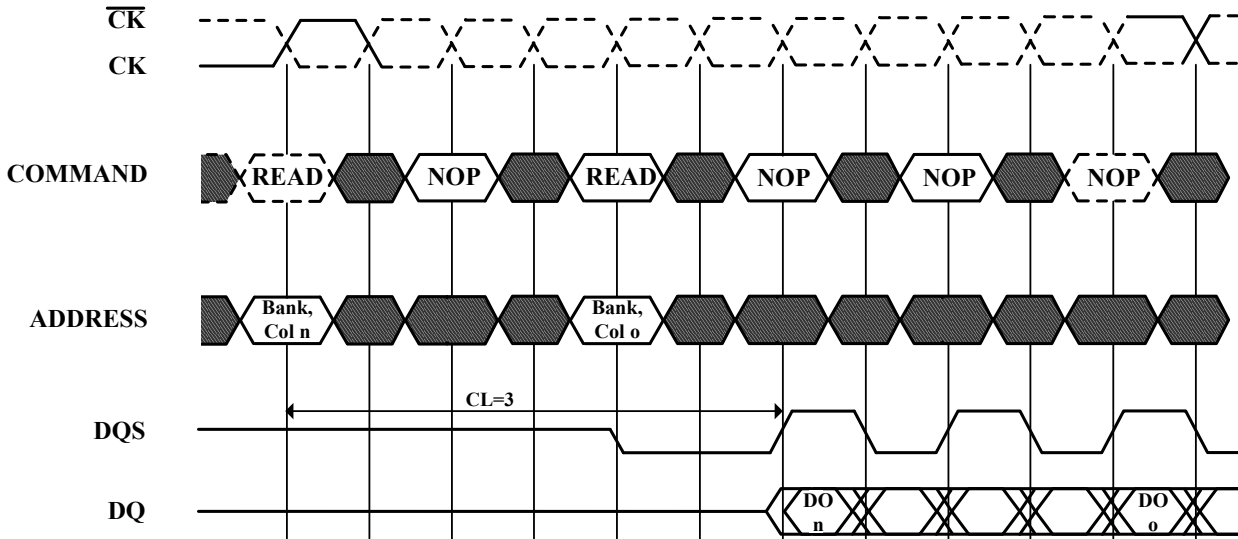 CK
CK
COMMAND
READ
NOP
READ
NOP
NOP
NOP
ADDRESS
Bank,
Col n
Bank,
Col o
CL=3
DQS
DQ
DO
n
DO
o